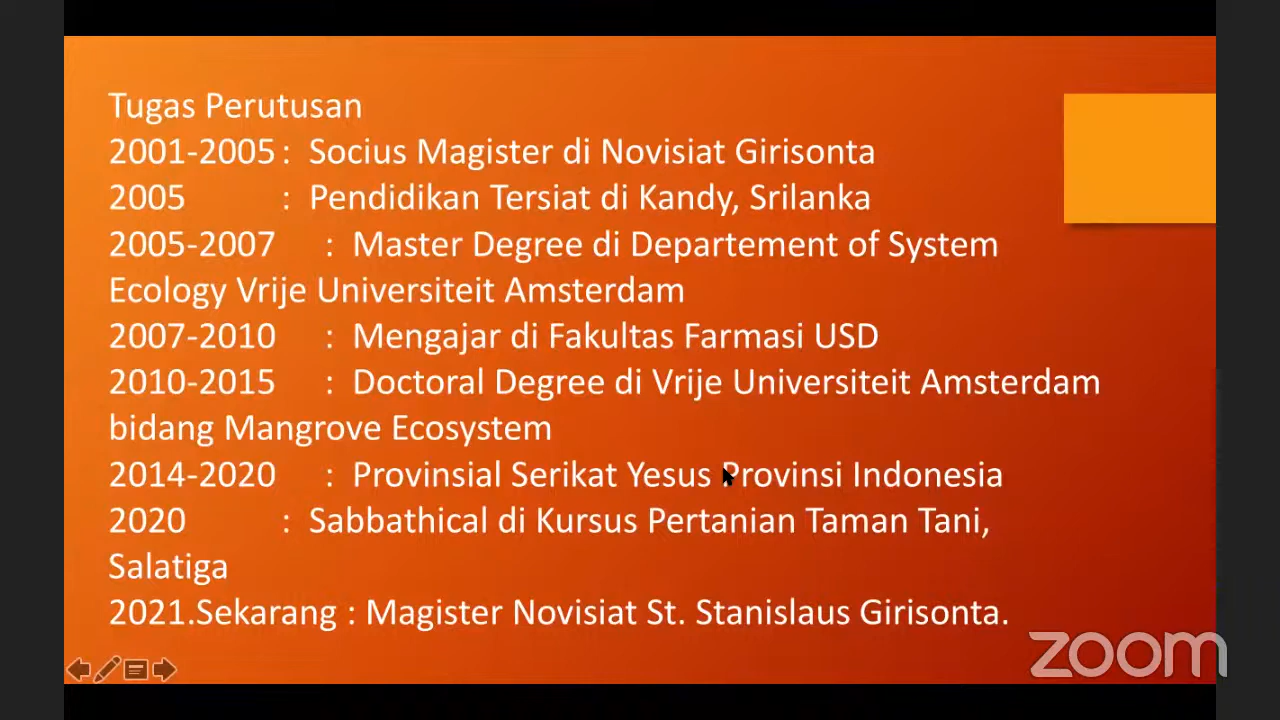 Tugas Perutusan
2001-2005 : Socius Magister di Novisiat Girisonta
2005 : Pendidikan Tersiat di Kandy, Srilanka
2005-2007 : Master Degree di Departement of System
Ecology Vrije Universiteit Amsterdam
2007-2010 : Mengajar di Fakultas Farmasi USD
2010-2015 : Doctoral Degree di Vrije Universiteit Amsterdam
bidang Mangrove Ecosystem
2014-2020 : Provinsial Serikat Yesus Provinsi Indonesia
2020 : Sabbathical di Kursus Pertanian Taman Tani,
Salatiga
2021.Sekarang : Magister Novisiat St. Stanislaus Girisonta.
zoom